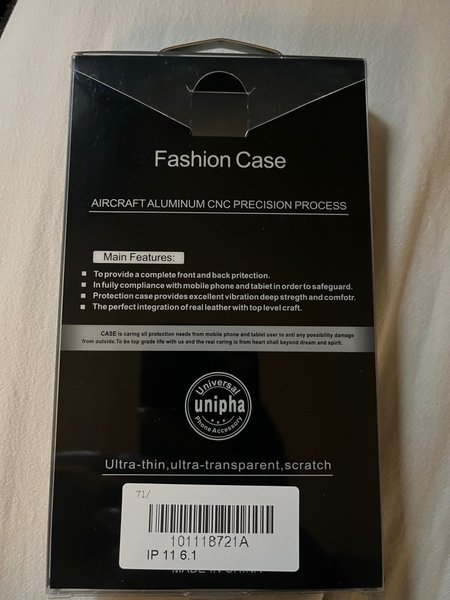 Fashion Case
AIRCRAFT ALUMINUM CNC PRECISION PROCESS
Main Features:
To provide a complete front and back pritection.
In fully compliance with mobile phone and tablet in order to safeguard.
Protection case provides excellent vibration deep stregth and comfotr.
The perfect integration of real leather with top level craft.
CASE is caring all protection needs from mobile phone and tablet user to anti any possibility damage
from outside.To be top grade life with us and the real caring is from heart shall beyond dream and spirit.
Universal
unipha
Phone Accessory
Ultra-thin,ultra-transparent,scratch
71/
101118721A
IP 11 6.1
MADE IN CHINA